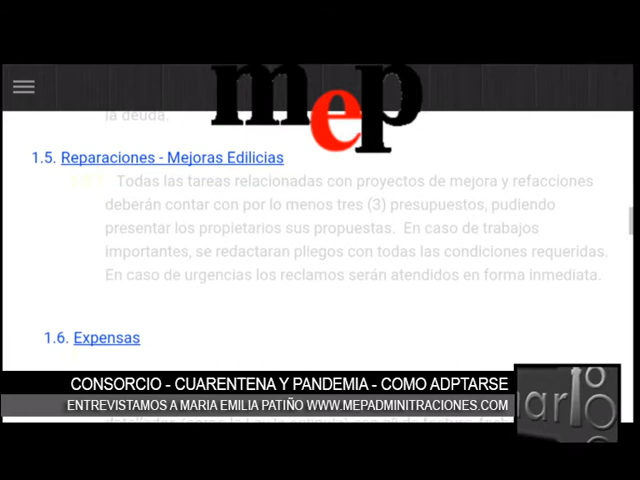 mep
la deuda.
1.5. Reparaciones - Mejoras Edilicias
Todas las tareas relacionadas con proyectos de mejora y refacciones
deberán contar con por lo menos tres (3) presupuestos, pudiendo
presentar los propietarios sus propuestas. En caso de trabajos
importantes, se redactaran pliegos con todas las condiciones requeridas.
En caso de urgencias los reclamos serán atendidos en forma inmediata.
1.6. Expensas
CONSORCIO - CUARENTENA Y PANDEMIA - COMO ADPTARSE
ENTREVISTAMOS A MARIA EMILIA PATIÑO WWW.MEPADMINITRACIONES.COM